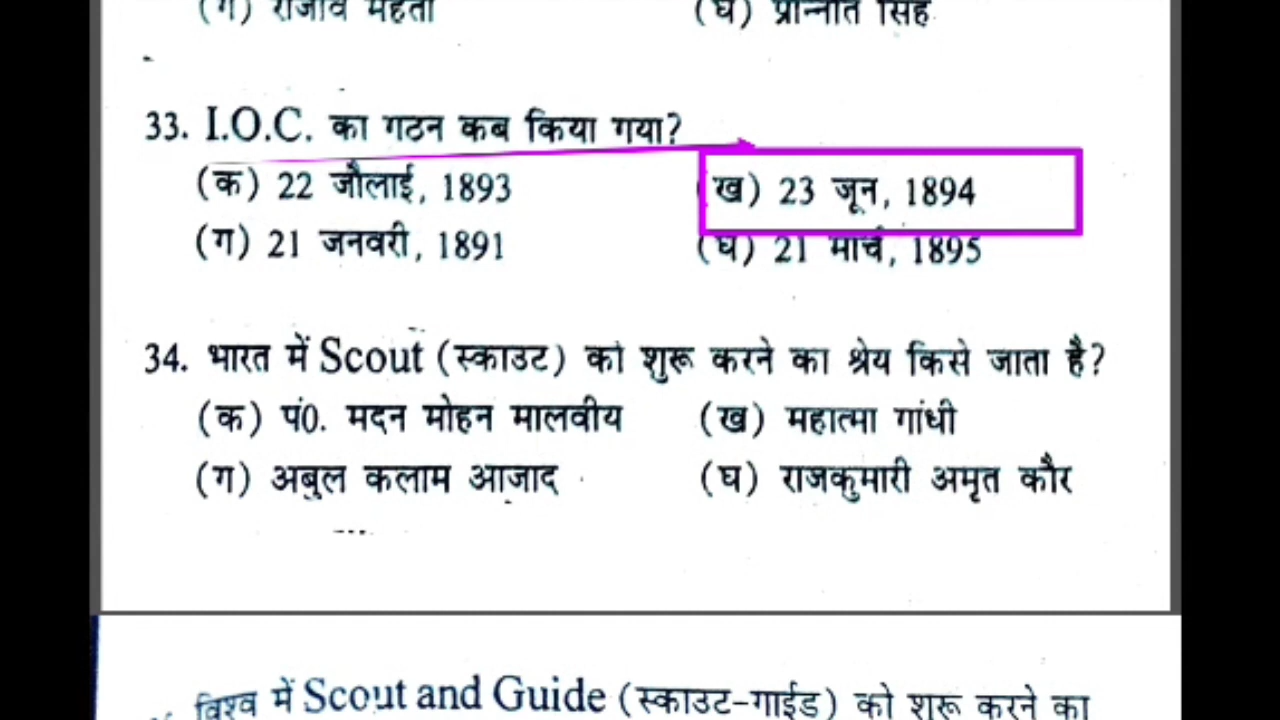 (ग) राजीव मेहता (घ) सिंह
33. I.O.C. का गठन कब किया गया?
(क) 22 जौलाई, 1893 (ख) 23 जून, 1894
(ग) 21 जनवरी, 1891 (घ) 21 मार्च, 1895
34. भारत में Scout (स्काउट) को शुरू करने का श्रेय किसे जाता है?
(क) पं0. मदन मोहन मालवीय (ख) महात्मा गांधी
(ग) अबुल कलाम आजाद (घ) राजकुमारी अमृत कौर
विश्व में Scout and Guide (स्काउट-गाईड) को शुरू करने का